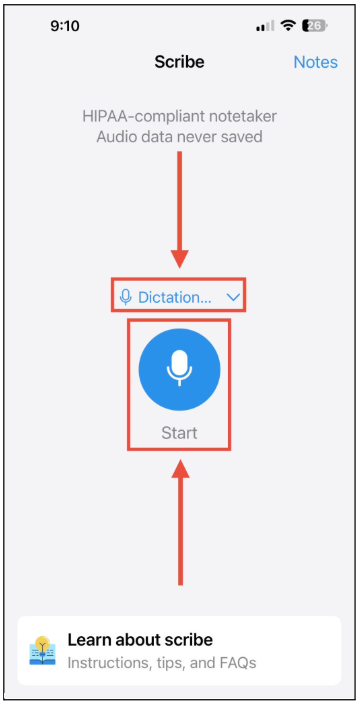 9:10
26
Scribe
Notes
HIPAA-compliant notetaker
Audio data never saved
Dictation...
Start
Learn about scribe
Instructions, tips, and FAQs